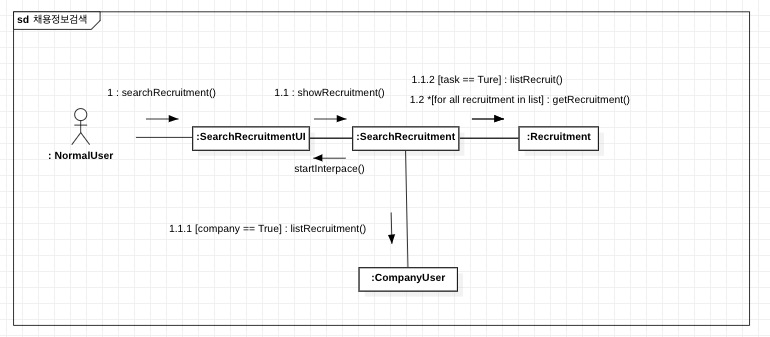 sd 채용정보검색
1.1.2 [task == Ture] : listRecruit()
1 : searchRecruitment()
1.1 : showRecruitment()
1.2 *[for all recruitment in list] : getRecruitment()
:SearchRecruitmentUI
:SearchRecruitment
:Recruitment
: NormalUser
startInterpace()
1.1.1 [company == True] : listRecruitment()
:CompanyUser